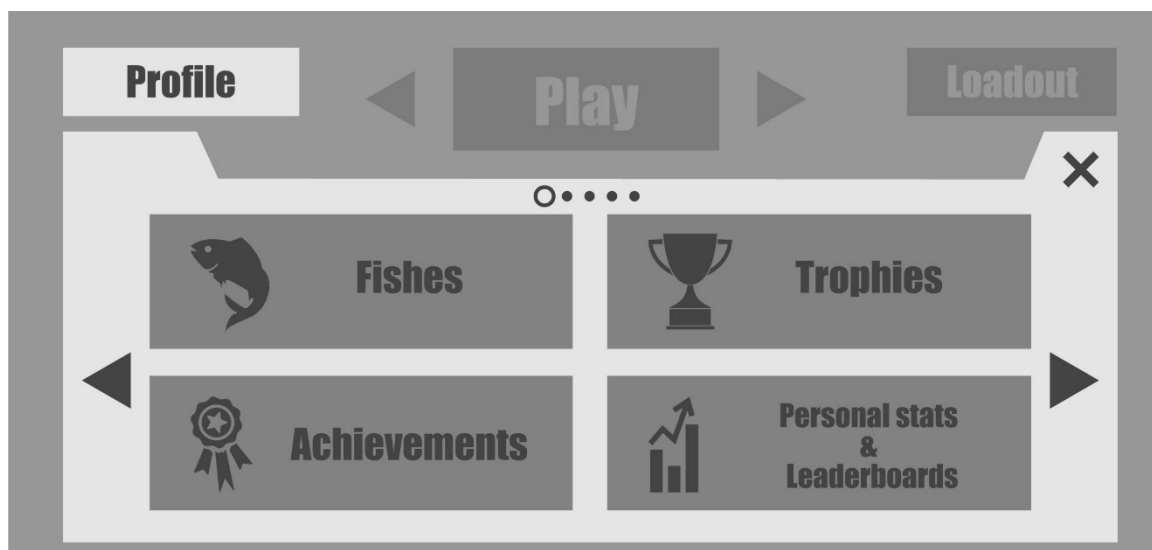 Profile
Play
Loadout
Fishes
Trophies
Achievements
Personal stats
&
Leaderboards